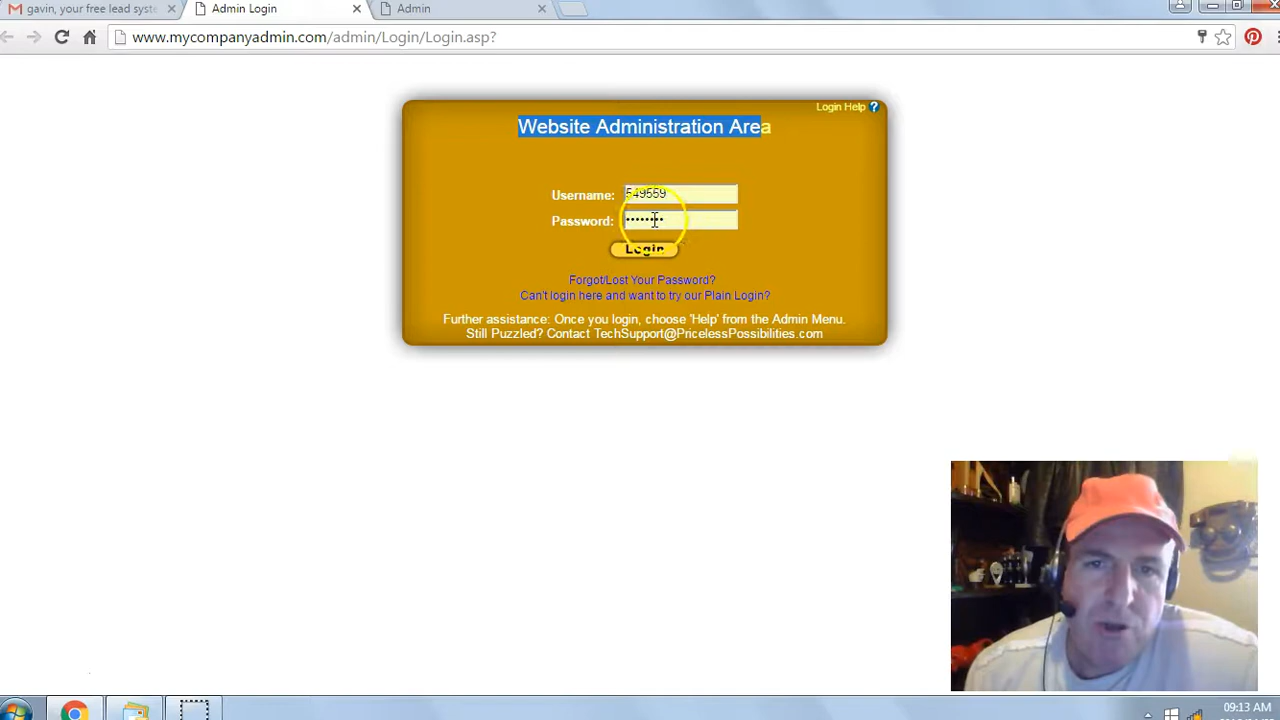 gavin, your free lead syste
Admin Login
Admin
www.mycompanyadmin.com/admin/Login/Login.asp?
Login Help ?
Website Administration Area
Username: 549559
Password: ••••••••
Login
Forgot/Lost Your Password?
Can't login here and want to try our Plain Login?
Further assistance: Once you login, choose 'Help' from the Admin Menu.
Still Puzzled? Contact TechSupport@PricelessPossibilities.com
09:13 AM